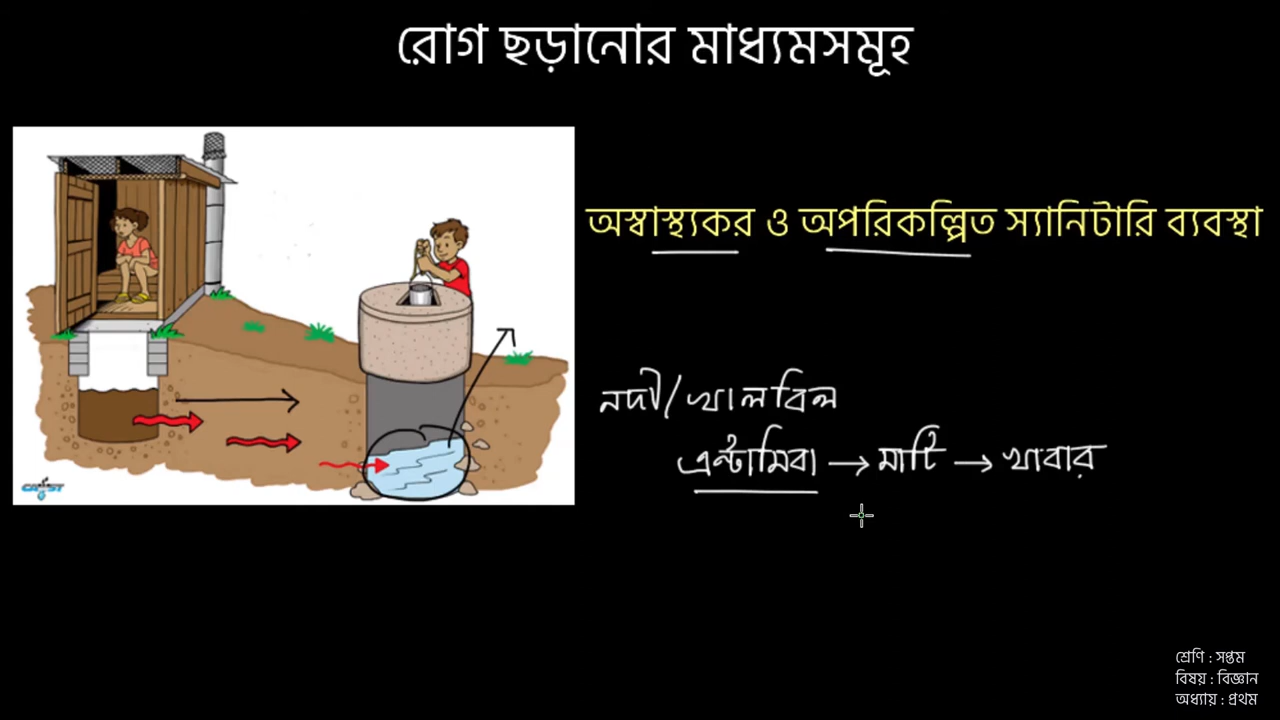 রোগ ছড়ানোর মাধ্যমসমূহ
অস্বাস্থ্যকর ও অপরিকল্পিত স্যানিটারি ব্যবস্থা
নদী/খালবিল
এন্টামিবা → মাটি → খাবার
শ্রেণি : সপ্তম
বিষয় : বিজ্ঞান
অধ্যায় : প্রথম